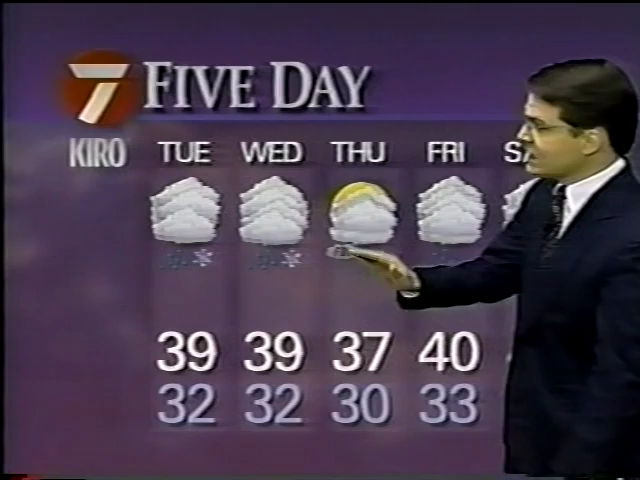 7 FIVE DAY
KIRO TUE WED THU FRI
39 39 37 40
32 32 30 33